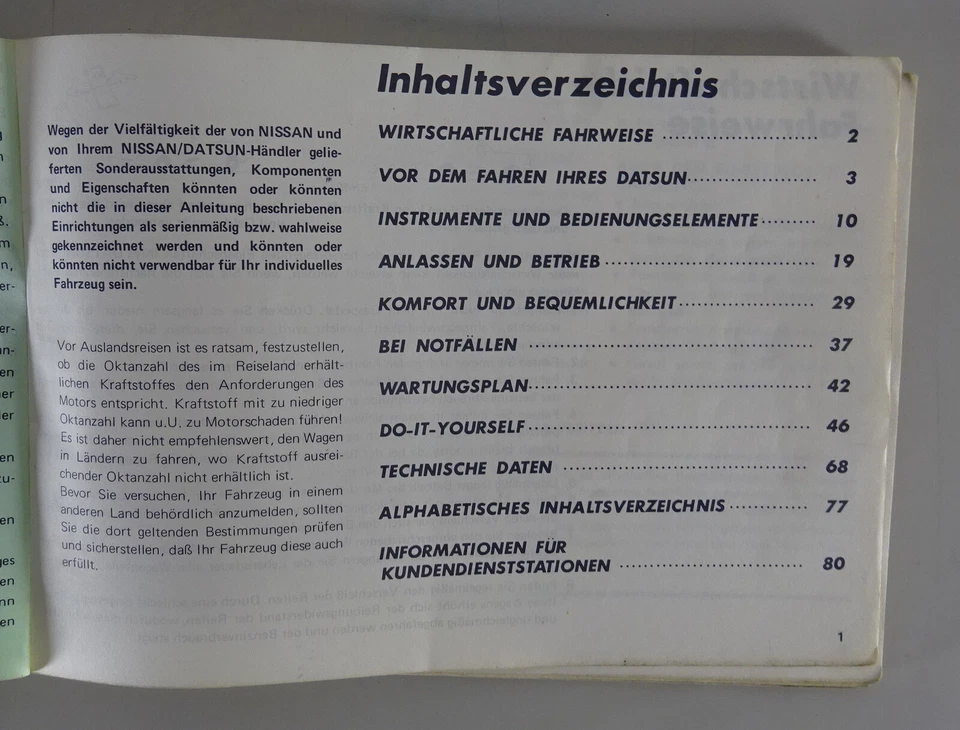 Wegen der Vielfältigkeit der von NISSAN und
von Ihrem NISSAN/DATSUN-Händler gelie-
ferten Sonderausstattungen, Komponenten
und Eigenschaften könnten oder könnten
nicht die in dieser Anleitung beschriebenen
Einrichtungen als serienmäßig bzw. wahlweise
gekennzeichnet werden und könnten oder
könnten nicht verwendbar für Ihr individuelles
Fahrzeug sein.
Vor Auslandsreisen ist es ratsam, festzustellen,
ob die Oktanzahl des im Reiseland erhält-
lichen Kraftstoffes den Anforderungen des
Motors entspricht. Kraftstoff mit zu niedriger
Oktanzahl kann u.U. zu Motorschaden führen!
Es ist daher nicht empfehlenswert, den Wagen
in Ländern zu fahren, wo Kraftstoff ausrei-
chender Oktanzahl nicht erhältlich ist.
Bevor Sie versuchen, Ihr Fahrzeug in einem
anderen Land behördlich anzumelden, sollten
Sie die dort geltenden Bestimmungen prüfen
und sicherstellen, daß Ihr Fahrzeug diese auch
erfüllt.
Inhaltsverzeichnis
WIRTSCHAFTLICHE FAHRWEISE 2
VOR DEM FAHREN IHRES DATSUN 3
INSTRUMENTE UND BEDIENUNGSELEMENTE 10
ANLASSEN UND BETRIEB 19
KOMFORT UND BEQUEMLICHKEIT 29
BEI NOTFÄLLEN 37
WARTUNGSPLAN 42
DO-IT-YOURSELF 46
TECHNISCHE DATEN 68
ALPHABETISCHES INHALTSVERZEICHNIS 77
INFORMATIONEN FÜR
KUNDENDIENSTSTATIONEN 80
1